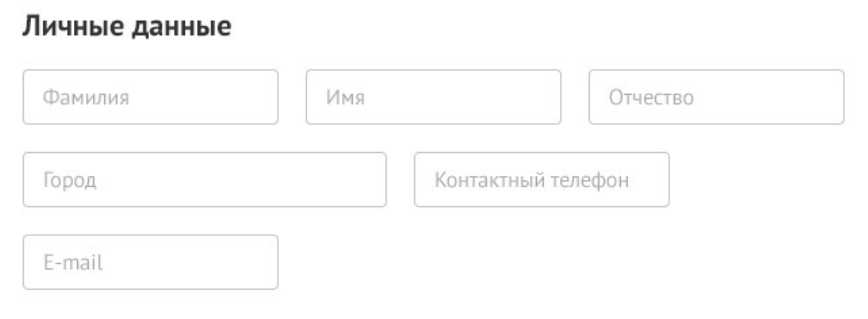 Личные данные
Фамилия Имя Отчество
Город Контактный телефон
E-mail